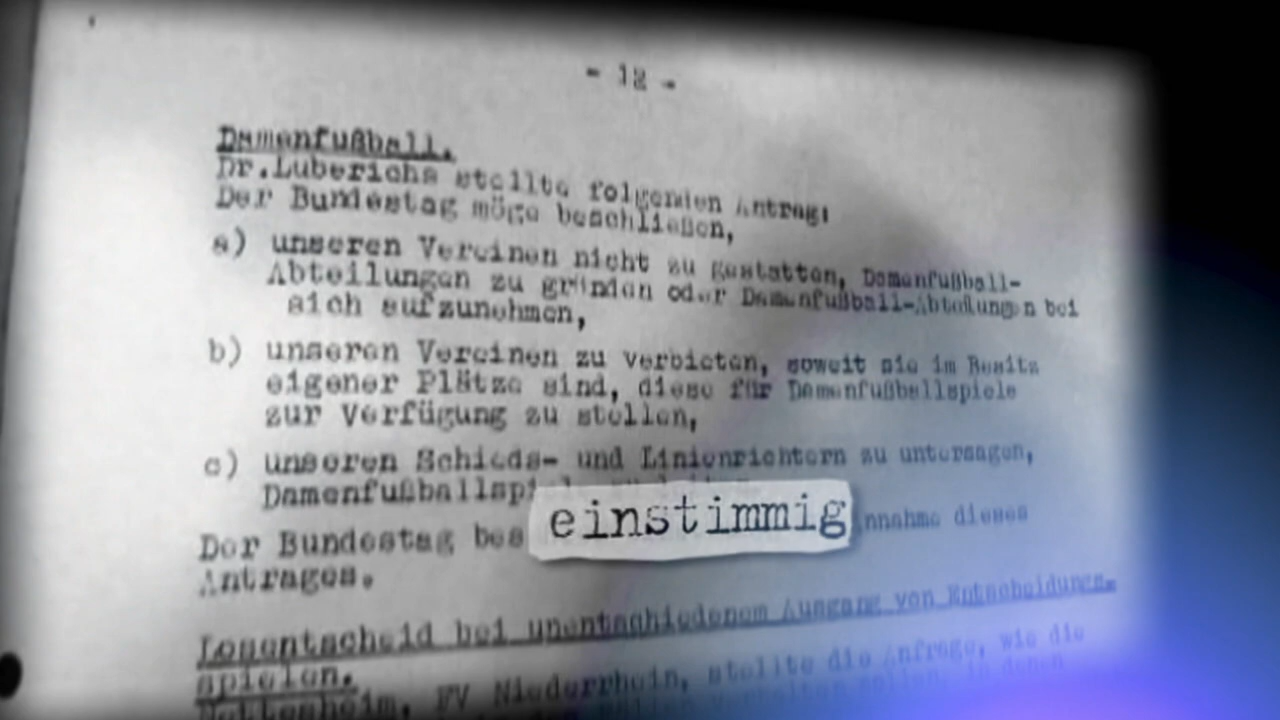 - 12 -
Damenfußball.
Dr.Luberichs stellte folgenden Antrag:
Der Bundestag möge beschließen,
a) unseren Vereinen nicht zu gestatten, Damenfußball-
Abteilungen zu gründen oder Damenfußball-Abteilungen bei
sich aufzunehmen,
b) unseren Vereinen zu verbieten, soweit sie im Besitz
eigener Plätze sind, diese für Damenfußballspiele
zur Verfügung zu stellen,
c) unseren Schieds- und Linienrichtern zu untersagen,
Damenfußballspi
Der Bundestag bes einstimmig nnahme dieses
Antrages.
Losentscheid bei unentschiedenem Ausgang von Entscheidungs-
spielen.
FV Niederrhein, stellte die Anfrage, wie die